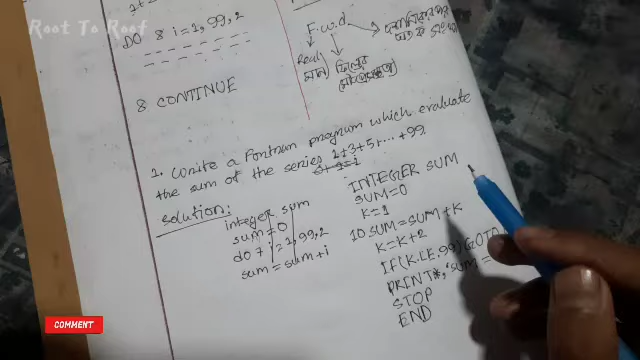 Root To Roof
DO 8 i=1,99,2
8 CONTINUE
F.w.d
Real
1. Write a Fontran program which evaluate
the sum of the series 1+3+5+....+99.
Solution:
integer sum
sum=0
do 7 i=1,99,2
sum=sum+i
INTEGER SUM
SUM=0
K=1
10 SUM=SUM+K
K=K+2
IF(K.LE.99)GOTO
PRINT*,'SUM =
STOP
END
COMMENT